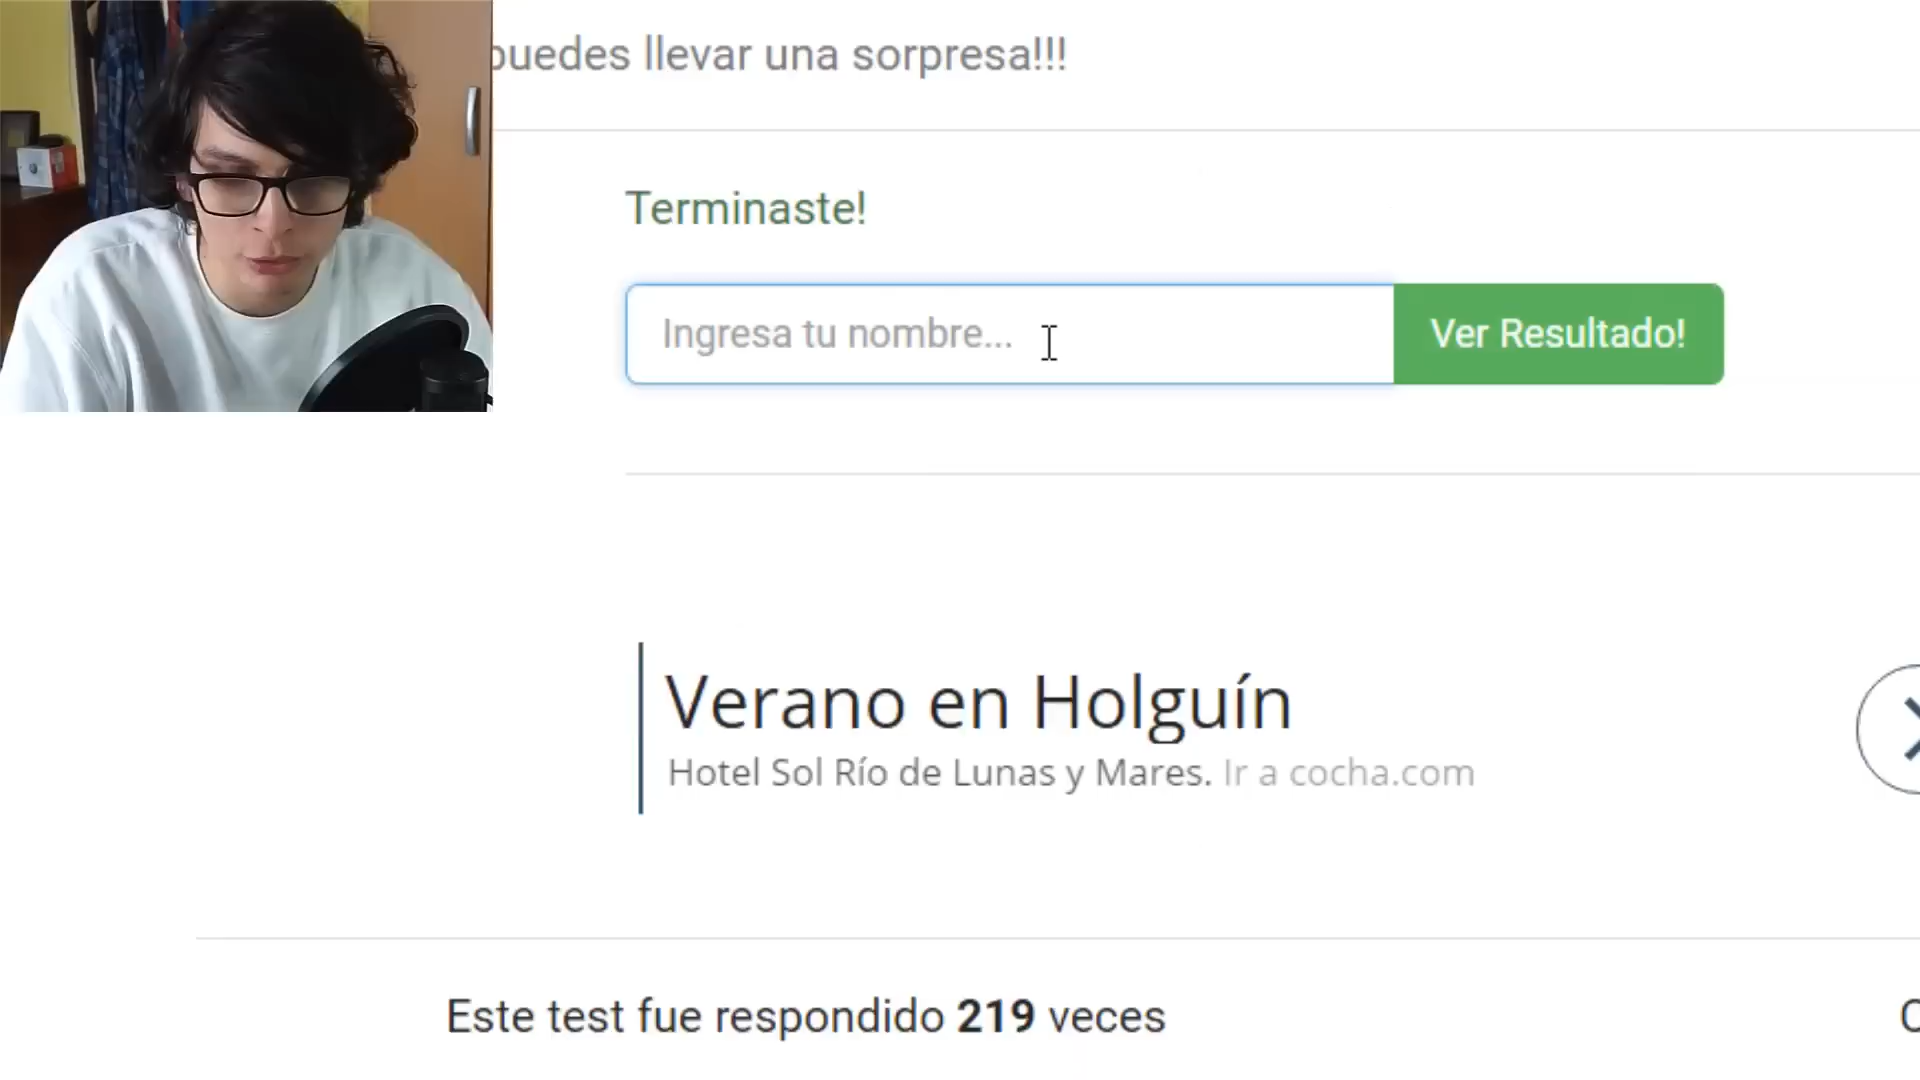 puedes llevar una sorpresa!!!
Terminaste!
Ingresa tu nombre...
Ver Resultado!
Verano en Holguín
Hotel Sol Río de Lunas y Mares. Ir a cocha.com
Este test fue respondido 219 veces